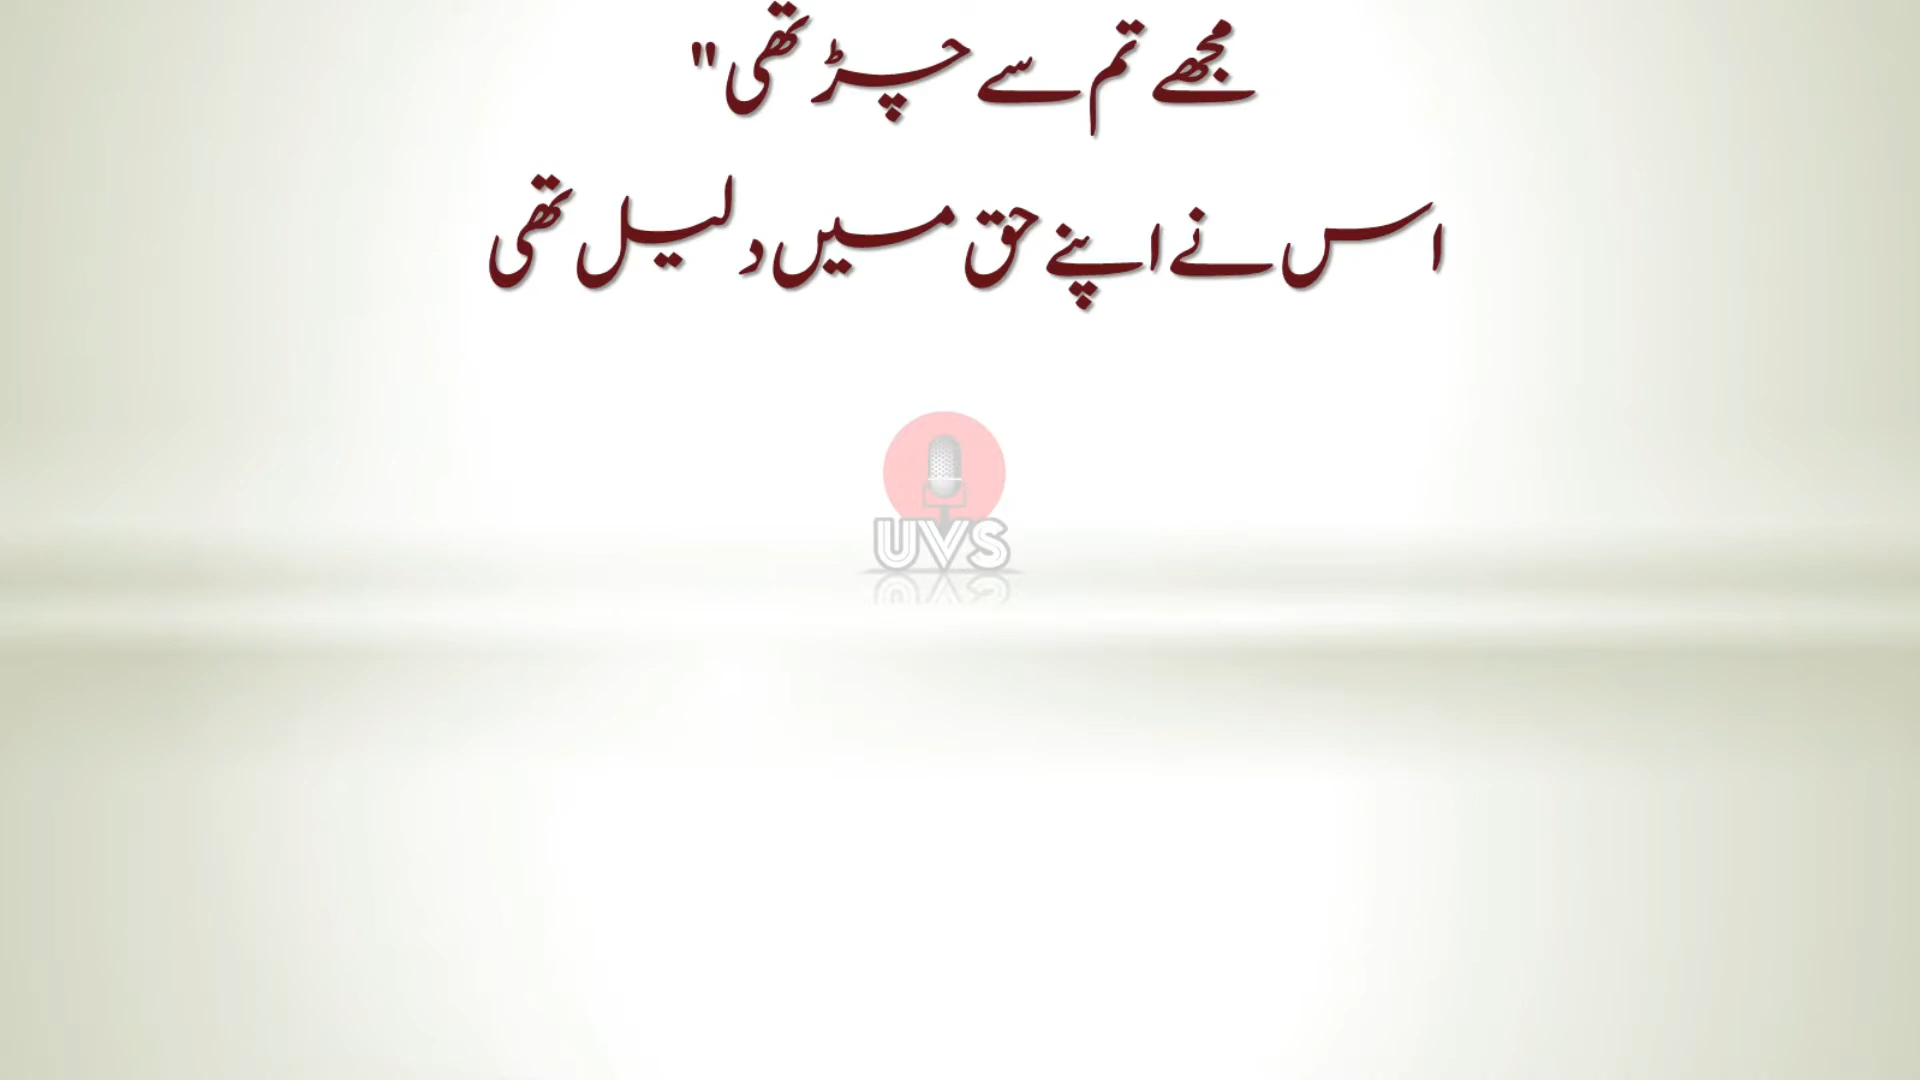 مجھے تم سے چڑ تھی"
اس نے اپنے حق میں دلیل تھی
UVS